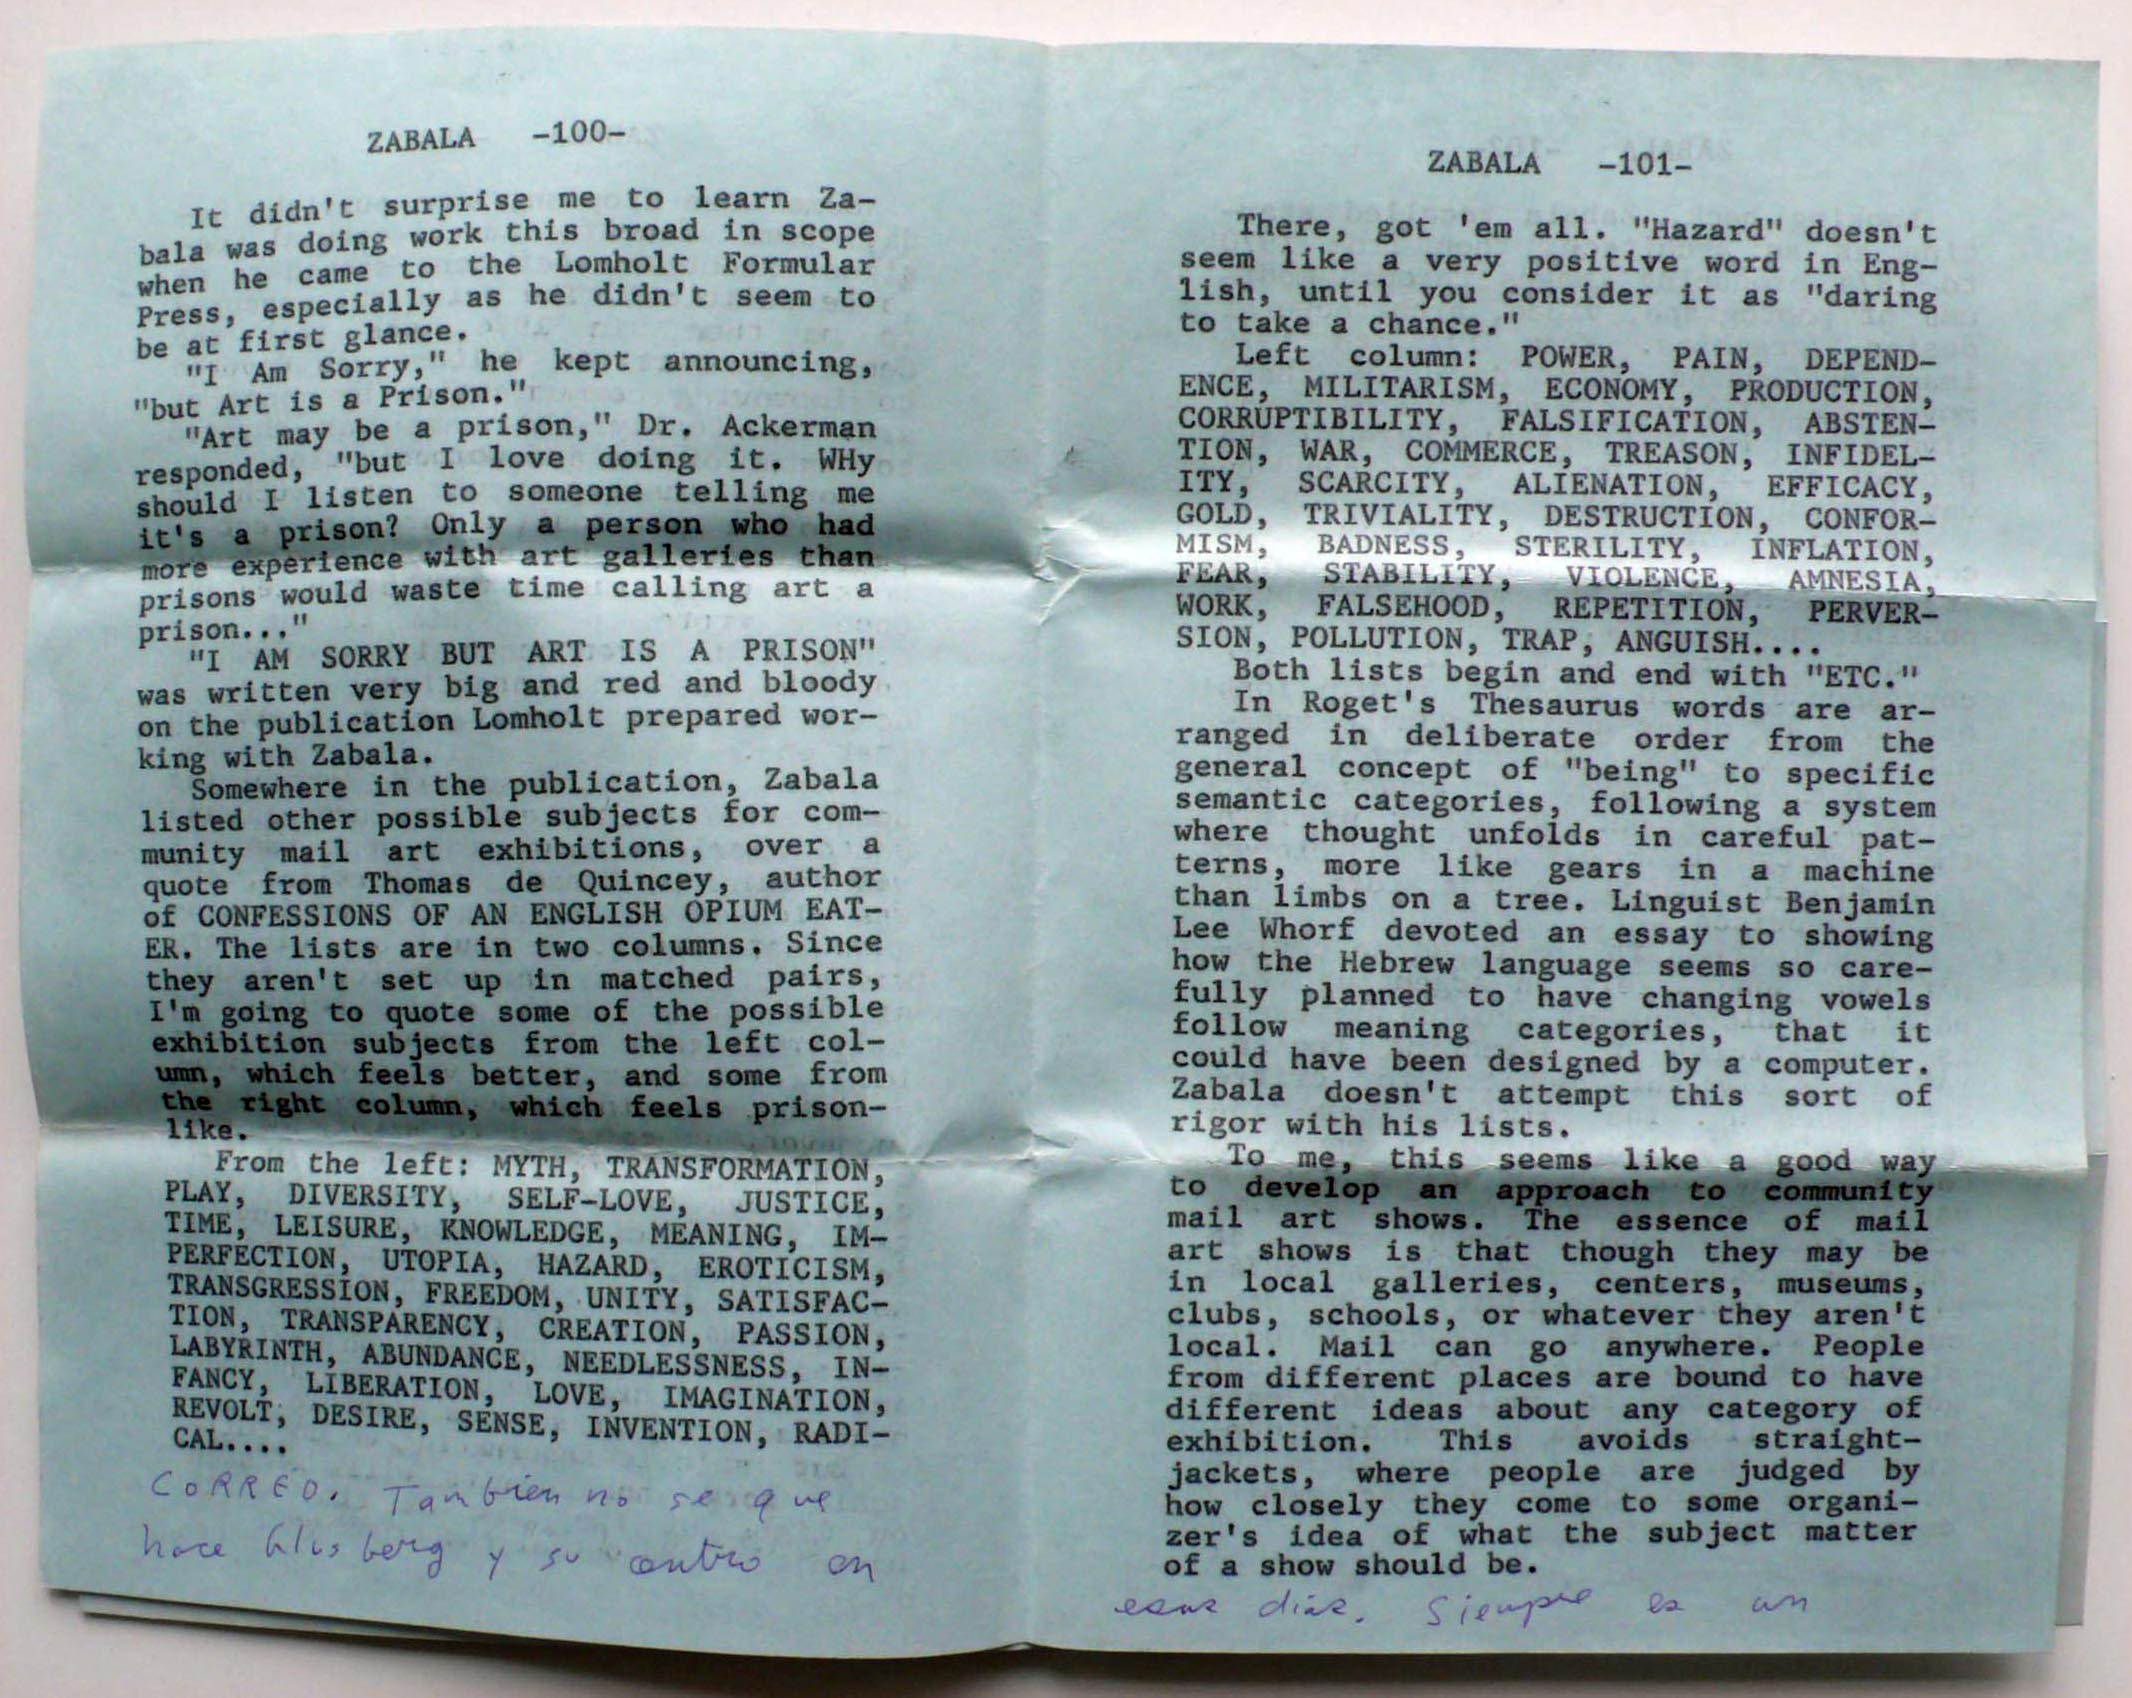 ZABALA -100-
It didn't surprise me to learn Za-
bala was doing work this broad in scope
when he came to the Lomholt Formular
Press, especially as he didn't seem to
be at first glance.
"I Am Sorry," he kept announcing,
"but Art is a Prison."
"Art may be a prison," Dr. Ackerman
responded, "but I love doing it. WHy
should I listen to someone telling me
it's a prison? Only a person who had
more experience with art galleries than
prisons would waste time calling art a
prison..."
"I AM SORRY BUT ART IS A PRISON"
was written very big and red and bloody
on the publication Lomholt prepared wor-
king with Zabala.
Somewhere in the publication, Zabala
listed other possible subjects for com-
munity mail art exhibitions, over a
quote from Thomas de Quincey, author
of CONFESSIONS OF AN ENGLISH OPIUM EAT-
ER. The lists are in two columns. Since
they aren't set up in matched pairs,
I'm going to quote some of the possible
exhibition subjects from the left col-
umn, which feels better, and some from
the right column, which feels prison-
like.
From the left: MYTH, TRANSFORMATION,
PLAY, DIVERSITY, SELF-LOVE, JUSTICE,
TIME, LEISURE, KNOWLEDGE, MEANING, IM-
PERFECTION, UTOPIA, HAZARD, EROTICISM,
TRANSGRESSION, FREEDOM, UNITY, SATISFAC-
TION, TRANSPARENCY, CREATION, PASSION,
LABYRINTH, ABUNDANCE, NEEDLESSNESS, IN-
FANCY, LIBERATION, LOVE, IMAGINATION,
REVOLT, DESIRE, SENSE, INVENTION, RADI-
CAL....
CORREO. Tambien no se que
hace Glusberg y su centro en
ZABALA -101-
There, got 'em all. "Hazard" doesn't
seem like a very positive word in Eng-
lish, until you consider it as "daring
to take a chance."
Left column: POWER, PAIN, DEPEND-
ENCE, MILITARISM, ECONOMY, PRODUCTION,
CORRUPTIBILITY, FALSIFICATION, ABSTEN-
TION, WAR, COMMERCE, TREASON, INFIDEL-
ITY, SCARCITY, ALIENATION, EFFICACY,
GOLD, TRIVIALITY, DESTRUCTION, CONFOR-
MISM, BADNESS, STERILITY, INFLATION,
FEAR, STABILITY, VIOLENCE, AMNESIA,
WORK, FALSEHOOD, REPETITION, PERVER-
SION, POLLUTION, TRAP, ANGUISH....
Both lists begin and end with "ETC."
In Roget's Thesaurus words are ar-
ranged in deliberate order from the
general concept of "being" to specific
semantic categories, following a system
where thought unfolds in careful pat-
terns, more like gears in a machine
than limbs on a tree. Linguist Benjamin
Lee Whorf devoted an essay to showing
how the Hebrew language seems so care-
fully planned to have changing vowels
follow meaning categories, that it
could have been designed by a computer.
Zabala doesn't attempt this sort of
rigor with his lists.
To me, this seems like a good way
to develop an approach to community
mail art shows. The essence of mail
art shows is that though they may be
in local galleries, centers, museums,
clubs, schools, or whatever they aren't
local. Mail can go anywhere. People
from different places are bound to have
different ideas about any category of
exhibition. This avoids straight-
jackets, where people are judged by
how closely they come to some organi-
zer's idea of what the subject matter
of a show should be.
esos dias. Siempre es un